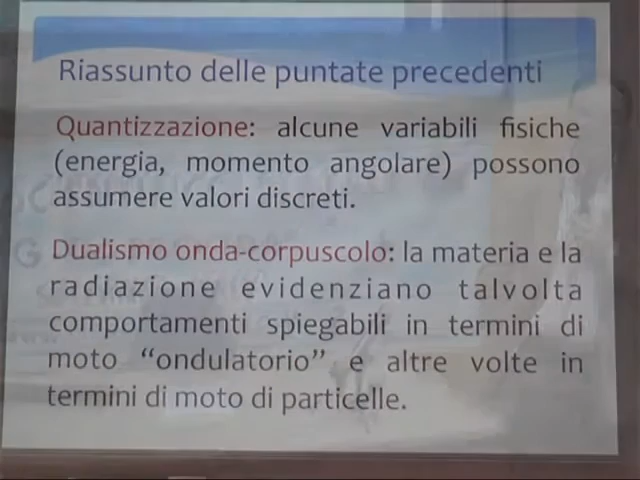 Riassunto delle puntate precedenti
Quantizzazione: alcune variabili fisiche
(energia, momento angolare) possono
assumere valori discreti.
Dualismo onda-corpuscolo: la materia e la
radiazione evidenziano talvolta
comportamenti spiegabili in termini di
moto “ondulatorio” e altre volte in
termini di moto di particelle.